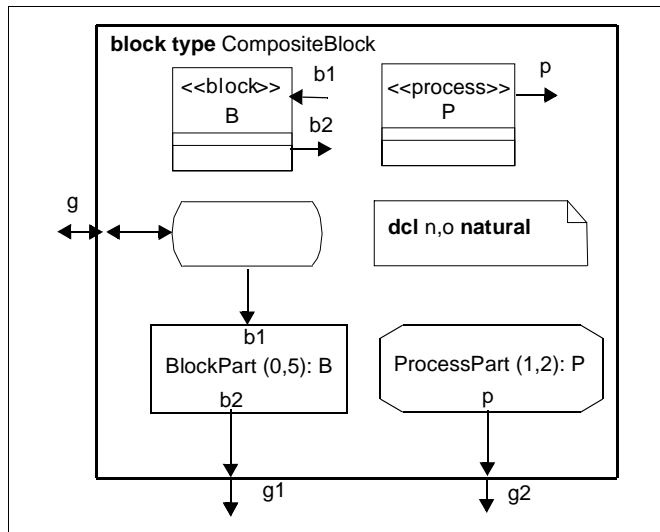 block type CompositeBlock
<<block>>
B
b1
b2
<<process>>
P
p
g
dcl n,o natural
b1
BlockPart (0,5): B
b2
ProcessPart (1,2): P
p
g1
g2